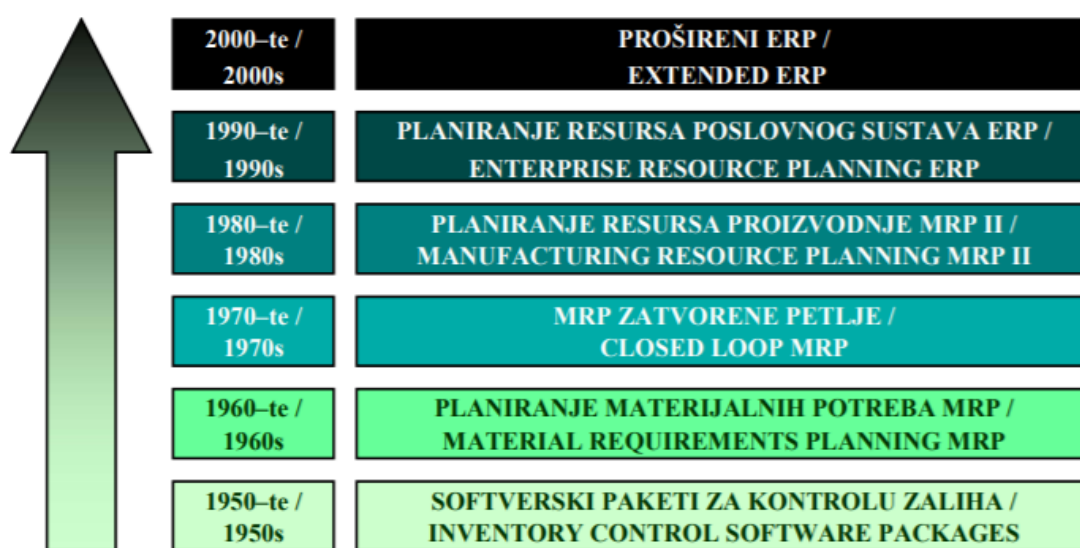 2000–te /
2000s
PROŠIRENI ERP /
EXTENDED ERP
1990–te /
1990s
PLANIRANJE RESURSA POSLOVNOG SUSTAVA ERP /
ENTERPRISE RESOURCE PLANNING ERP
1980–te /
1980s
PLANIRANJE RESURSA PROIZVODNJE MRP II /
MANUFACTURING RESOURCE PLANNING MRP II
1970–te /
1970s
MRP ZATVORENE PETLJE /
CLOSED LOOP MRP
1960–te /
1960s
PLANIRANJE MATERIJALNIH POTREBA MRP /
MATERIAL REQUIREMENTS PLANNING MRP
1950–te /
1950s
SOFTVERSKI PAKETI ZA KONTROLU ZALIHA /
INVENTORY CONTROL SOFTWARE PACKAGES